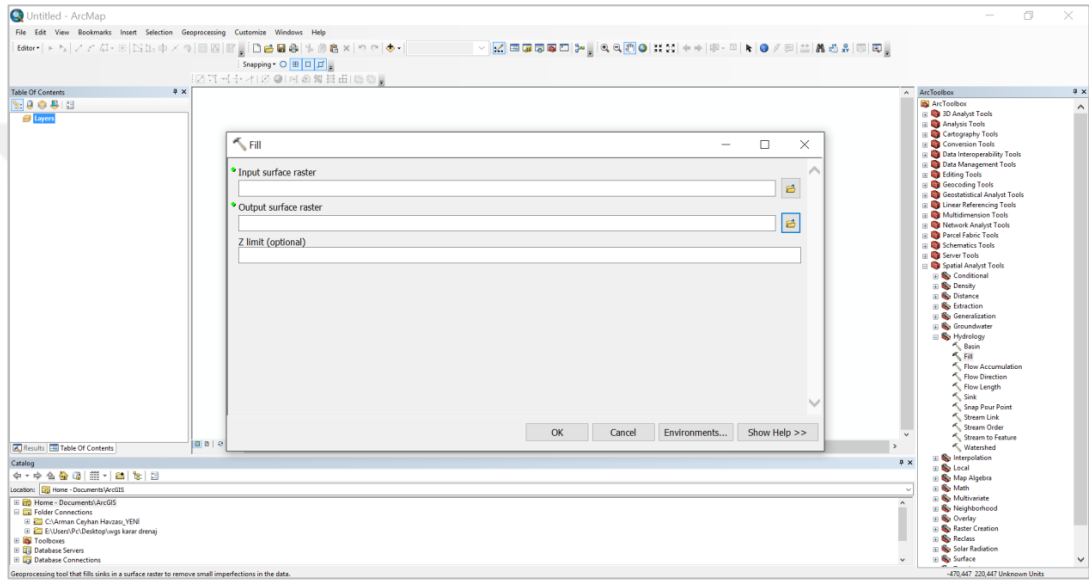 Untitled - ArcMap
File Edit View Bookmarks Insert Selection Geoprocessing Customize Windows Help
Editor
Snapping
Table Of Contents
Layers
Fill
Input surface raster
Output surface raster
Z limit (optional)
OK Cancel Environments... Show Help >>
Results Table Of Contents
ArcToolbox
ArcToolbox
3D Analyst Tools
Analysis Tools
Cartography Tools
Conversion Tools
Data Interoperability Tools
Data Management Tools
Editing Tools
Geocoding Tools
Geostatistical Analyst Tools
Linear Referencing Tools
Multidimension Tools
Network Analyst Tools
Parcel Fabric Tools
Schematics Tools
Server Tools
Spatial Analyst Tools
Conditional
Density
Distance
Extraction
Generalization
Groundwater
Hydrology
Basin
Fill
Flow Accumulation
Flow Direction
Flow Length
Sink
Snap Pour Point
Stream Link
Stream Order
Stream to Feature
Watershed
Interpolation
Local
Map Algebra
Math
Multivariate
Neighborhood
Overlay
Raster Creation
Reclass
Solar Radiation
Surface
Catalog
Location: Home - Documents\ArcGIS
Home - Documents\ArcGIS
Folder Connections
C:\Arman Ceyhan Havzası_YENİ
E:\Users\Pc\Desktop\wgs karar drenaj
Toolboxes
Database Servers
Database Connections
Geoprocessing tool that fills sinks in a surface raster to remove small imperfections in the data.
-470,447 220,447 Unknown Units